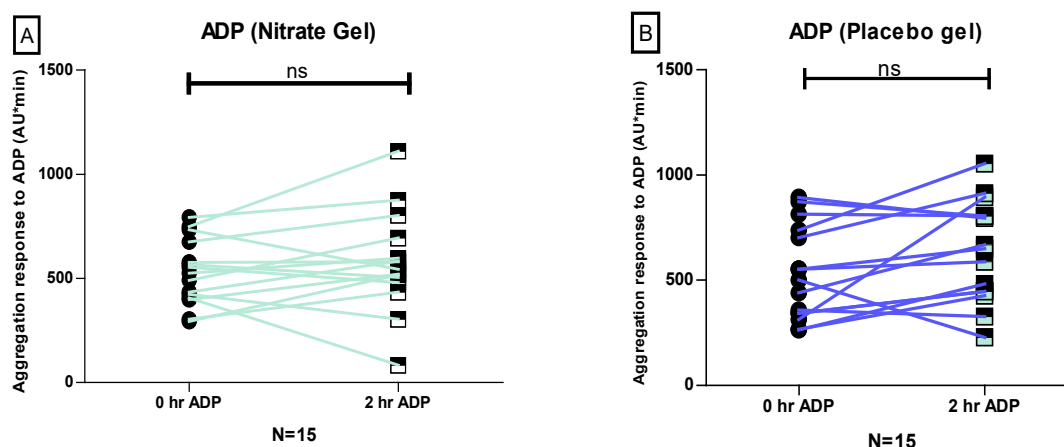 A
ADP (Nitrate Gel)
Aggregation response to ADP (AU*min)
1500
1000
500
0
ns
0 hr ADP 2 hr ADP
N=15
B
ADP (Placebo gel)
Aggregation response to ADP (AU*min)
1500
1000
500
0
ns
0 hr ADP 2 hr ADP
N=15